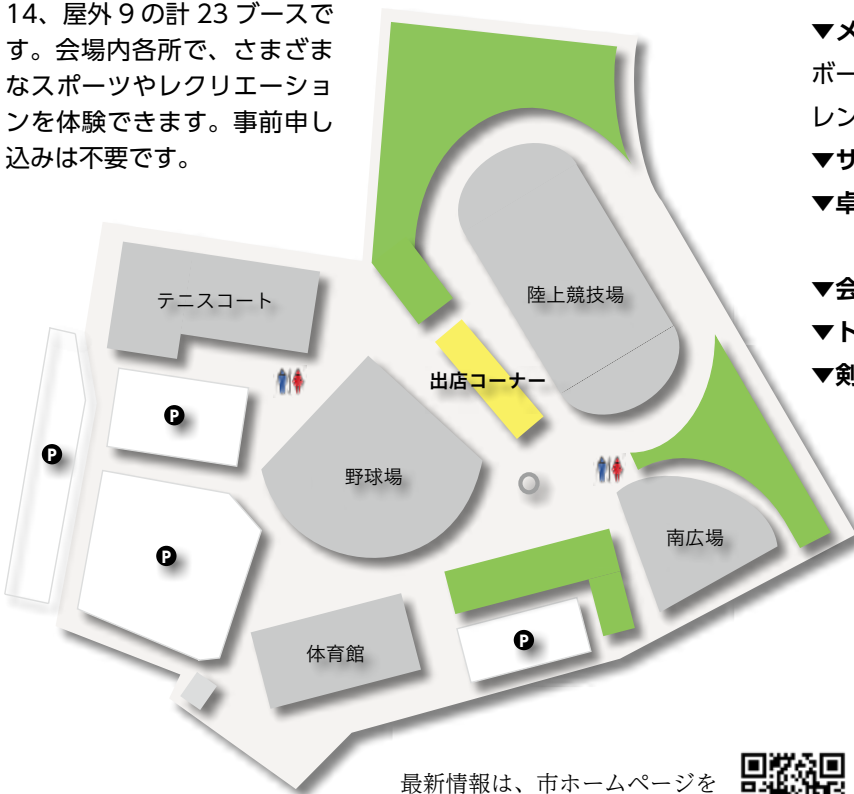 14、屋外 9 の計 23 ブースで
す。会場内各所で、さまざま
なスポーツやレクリエーショ
ンを体験できます。事前申し
込みは不要です。
▼メ
ボー
レン
▼サ
▼卓
▼会
▼ト
▼剣
テニスコート
陸上競技場
出店コーナー
P
P
野球場
P
南広場
体育館
P
最新情報は、市ホームページを